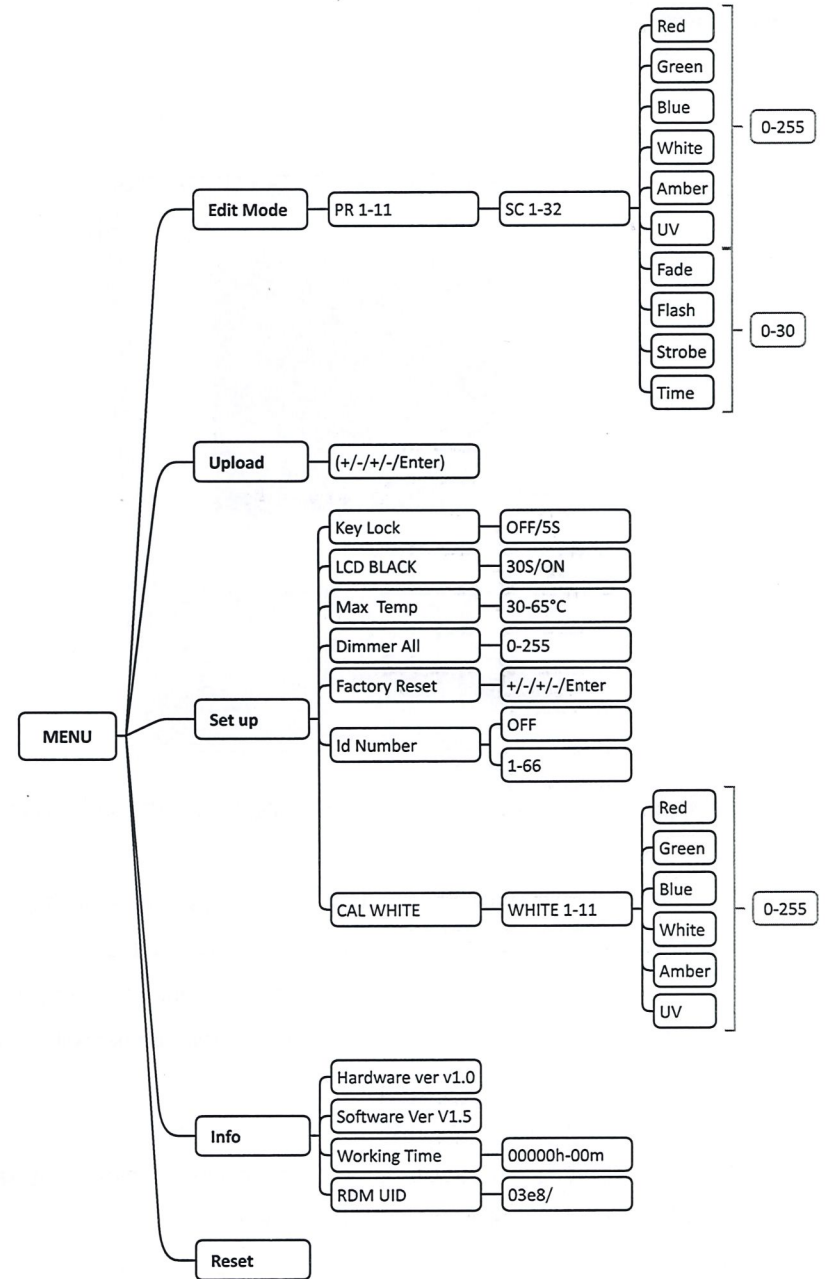 MENU
Edit Mode
PR 1-11
SC 1-32
Red
Green
Blue
White
Amber
UV
0-255
Fade
Flash
Strobe
Time
0-30
Upload
(+/-/+/-/Enter)
Set up
Key Lock
OFF/5S
LCD BLACK
30S/ON
Max Temp
30-65°C
Dimmer All
0-255
Factory Reset
+/-/+/-/Enter
Id Number
OFF
1-66
CAL WHITE
WHITE 1-11
Red
Green
Blue
White
Amber
UV
0-255
Info
Hardware ver v1.0
Software Ver V1.5
Working Time
00000h-00m
RDM UID
03e8/
Reset